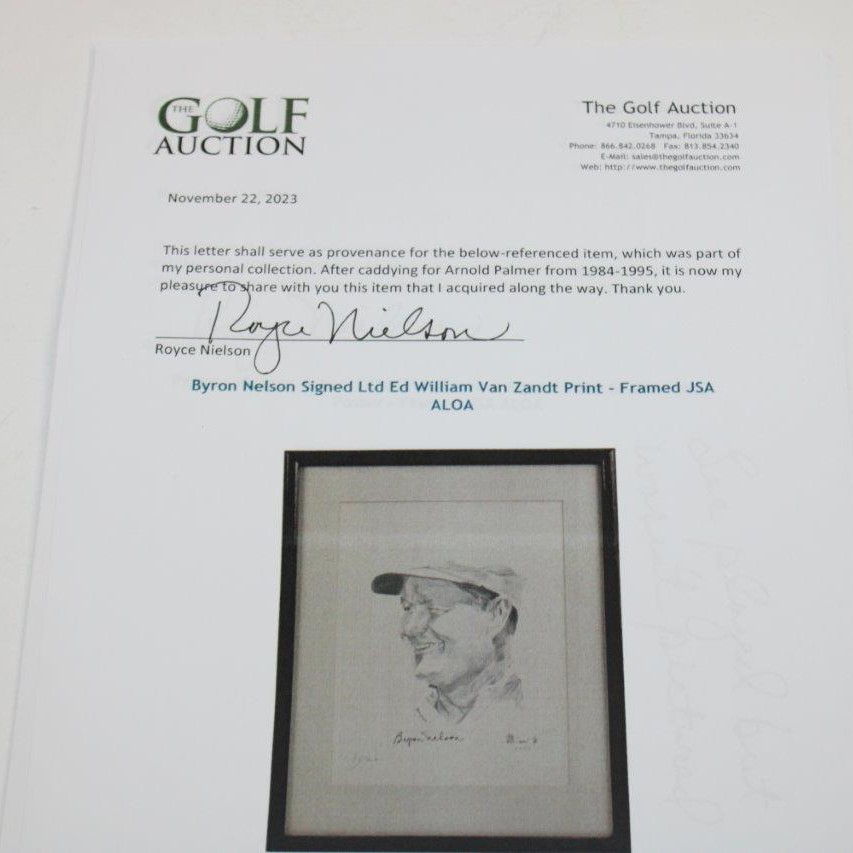 THE
GOLF
AUCTION
The Golf Auction
4710 Eisenhower Blvd, Suite A-1
Tampa, Florida 33634
Phone: 866.842.0268 Fax: 813.854.2340
E-Mail: sales@thegolfauction.com
Web: http://www.thegolfauction.com
November 22, 2023
This letter shall serve as provenance for the below-referenced item, which was part of
my personal collection. After caddying for Arnold Palmer from 1984-1995, it is now my
pleasure to share with you this item that I acquired along the way. Thank you.
Royce Nielson
Royce Nielson
Byron Nelson Signed Ltd Ed William Van Zandt Print - Framed JSA
ALOA
Byron Nelson